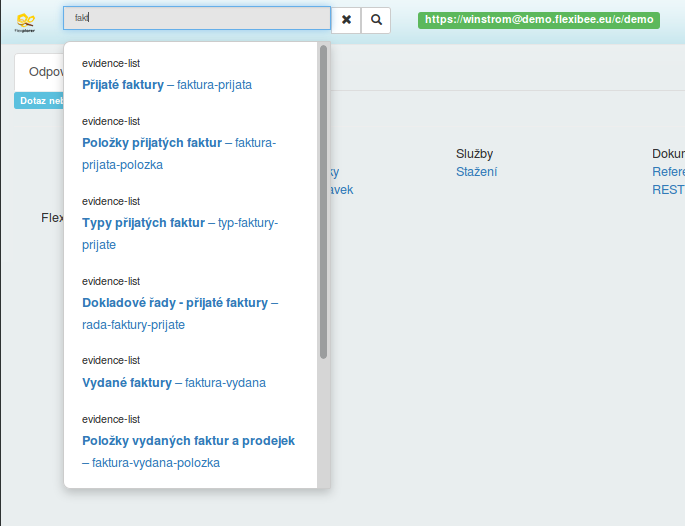 fakt
https://winstrom@demo.flexibee.eu/c/demo
Flexplorer
Odpov
Dotaz neb
evidence-list
Přijaté faktury – faktura-prijata
evidence-list
Položky přijatých faktur – faktura-
prijata-polozka
evidence-list
Typy přijatých faktur – typ-faktury-
prijate
evidence-list
Dokladové řady - přijaté faktury –
rada-faktury-prijate
evidence-list
Vydané faktury – faktura-vydana
evidence-list
Položky vydaných faktur a prodejek
– faktura-vydana-polozka
Flex
ky
avek
Služby
Stažení
Dokum
Refere
REST